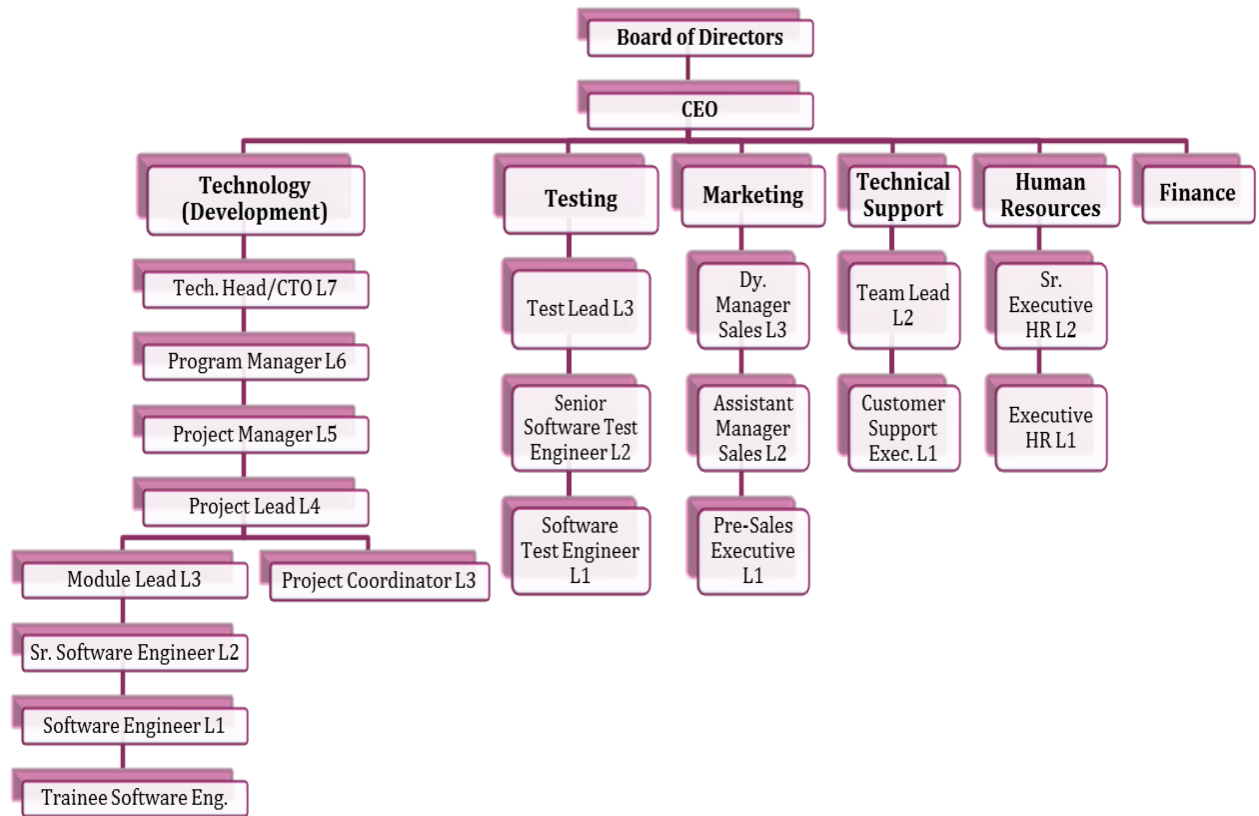 Board of Directors
CEO
Technology
(Development)
Testing
Marketing
Technical
Support
Human
Resources
Finance
Tech. Head/CTO L7
Program Manager L6
Project Manager L5
Project Lead L4
Module Lead L3
Project Coordinator L3
Sr. Software Engineer L2
Software Engineer L1
Trainee Software Eng.
Test Lead L3
Senior
Software Test
Engineer L2
Software
Test Engineer
L1
Dy.
Manager
Sales L3
Assistant
Manager
Sales L2
Pre-Sales
Executive
L1
Team Lead
L2
Customer
Support
Exec. L1
Sr.
Executive
HR L2
Executive
HR L1